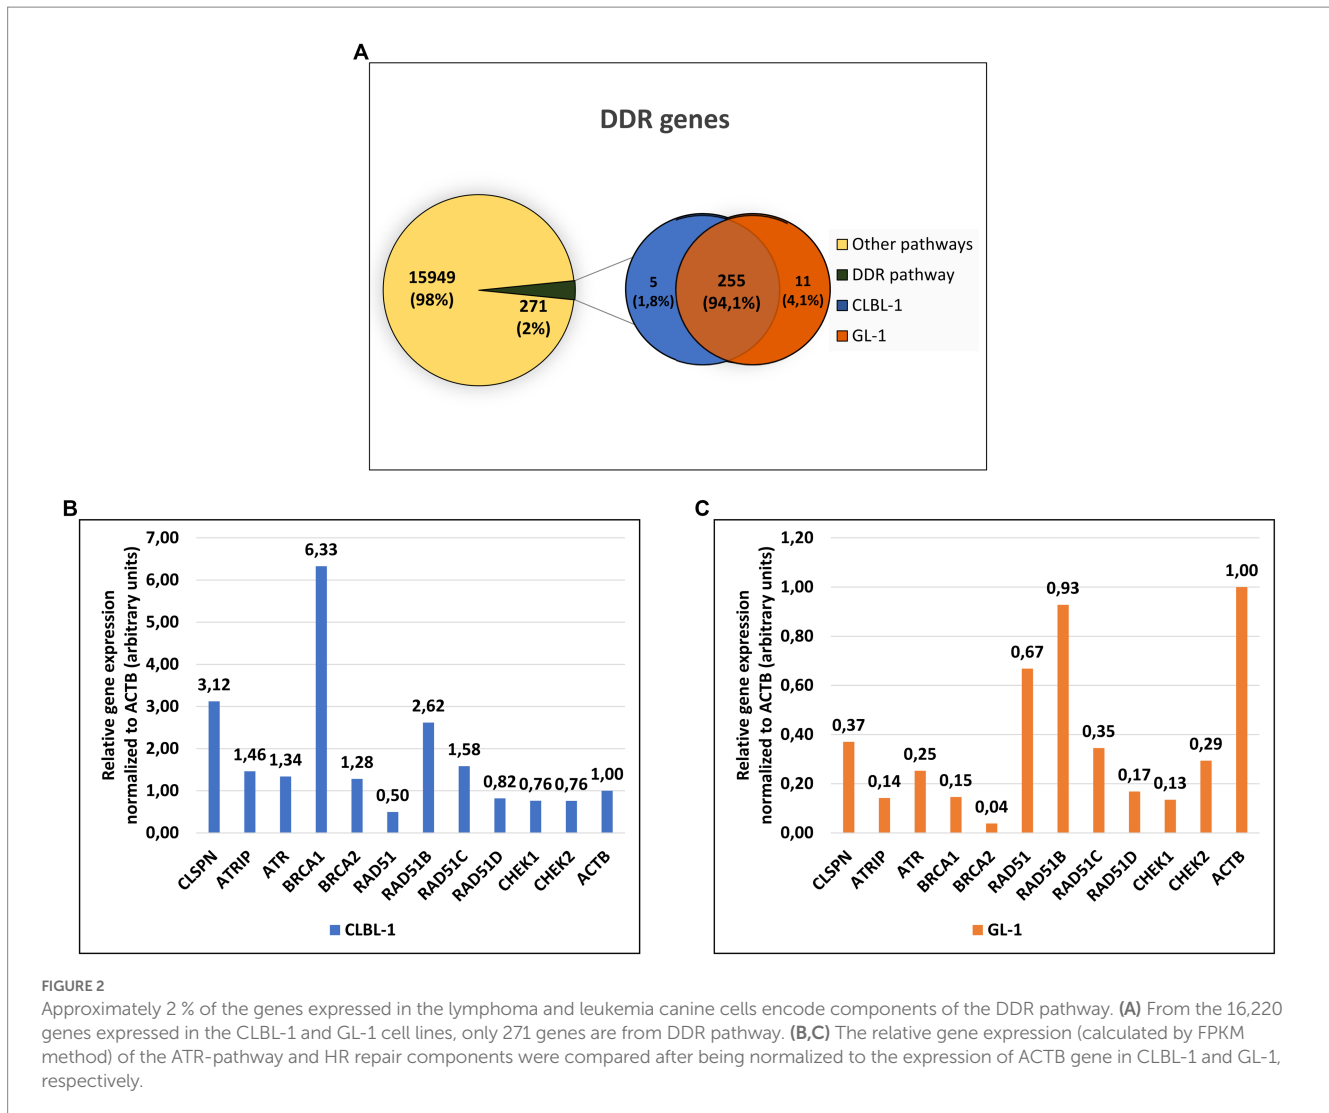 A
DDR genes
15949
(98%)
271
(2%)
5
(1,8%)
255
(94,1%)
11
(4,1%)
Other pathways
DDR pathway
CLBL-1
GL-1
B
Relative gene expression
normalized to ACTB (arbitrary units)
7,00
6,00
5,00
4,00
3,00
2,00
1,00
0,00
3,12
1,46
1,34
6,33
1,28
0,50
2,62
1,58
0,82
0,76
0,76
1,00
CLSPN
ATRIP
ATR
BRCA1
BRCA2
RAD51
RAD51B
RAD51C
RAD51D
CHEK1
CHEK2
ACTB
CLBL-1
C
Relative gene expression
normalized to ACTB (arbitrary units)
1,20
1,00
0,80
0,60
0,40
0,20
0,00
0,37
0,14
0,25
0,15
0,04
0,67
0,93
0,35
0,17
0,13
0,29
1,00
CLSPN
ATRIP
ATR
BRCA1
BRCA2
RAD51
RAD51B
RAD51C
RAD51D
CHEK1
CHEK2
ACTB
GL-1
FIGURE 2
Approximately 2 % of the genes expressed in the lymphoma and leukemia canine cells encode components of the DDR pathway. (A) From the 16,220
genes expressed in the CLBL-1 and GL-1 cell lines, only 271 genes are from DDR pathway. (B,C) The relative gene expression (calculated by FPKM
method) of the ATR-pathway and HR repair components were compared after being normalized to the expression of ACTB gene in CLBL-1 and GL-1,
respectively.